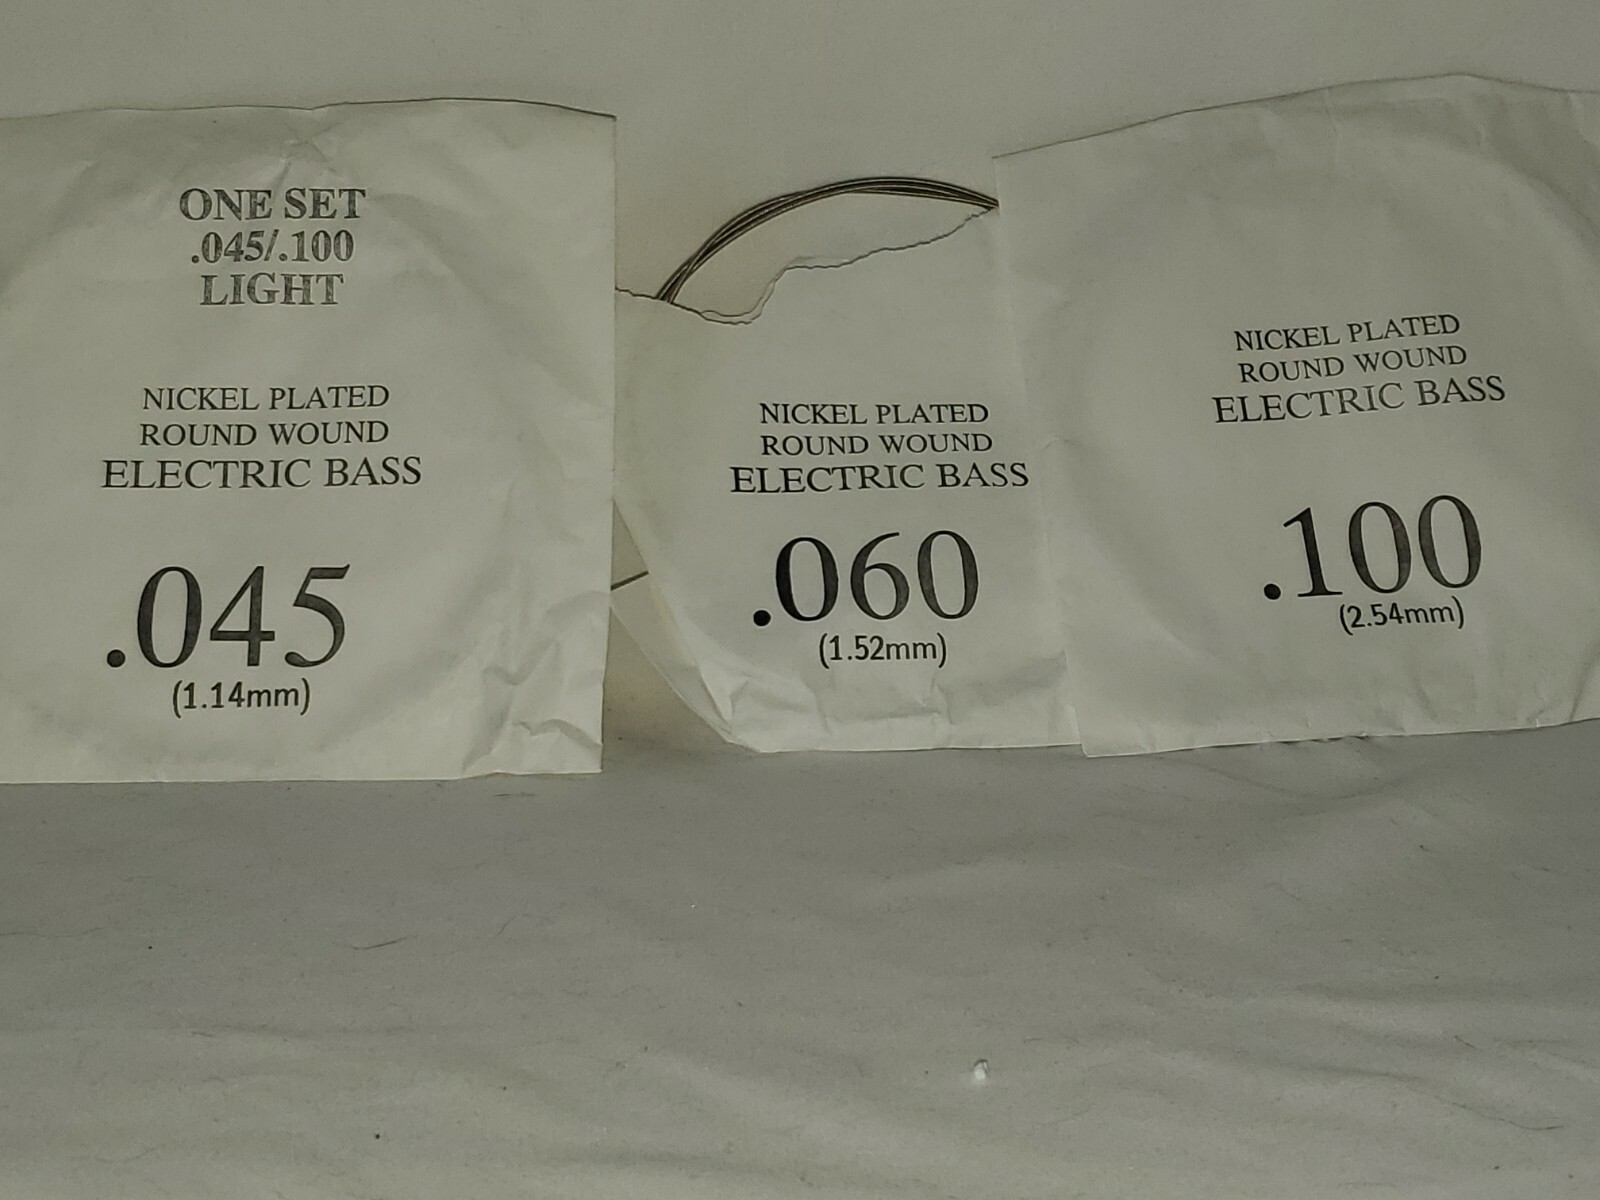 ONE SET
.045/.100
LIGHT
NICKEL PLATED
ROUND WOUND
ELECTRIC BASS
.045
(1.14mm)
NICKEL PLATED
ROUND WOUND
ELECTRIC BASS
.060
(1.52mm)
NICKEL PLATED
ROUND WOUND
ELECTRIC BASS
.100
(2.54mm)